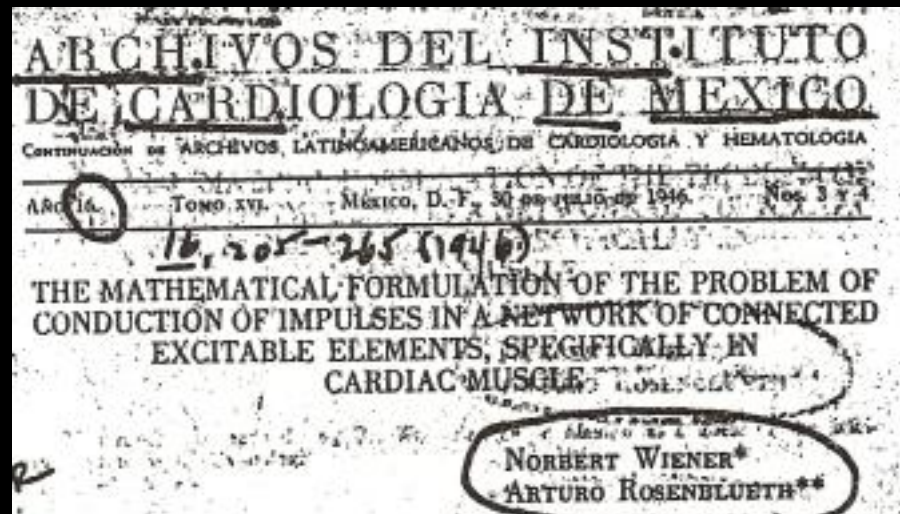 ARCHIVOS DEL INSTITUTO
DE CARDIOLOGIA DE MEXICO
CONTINUACIÓN DE ARCHIVOS LATINOAMERICANOS DE CARDIOLOGIA Y HEMATOLOGIA
AÑO 16. TOMO XVI. México, D. F., 30 DE JULIO DE 1946. Nos. 3 Y 4
16, 205-265 (1946)
THE MATHEMATICAL FORMULATION OF THE PROBLEM OF
CONDUCTION OF IMPULSES IN A NETWORK OF CONNECTED
EXCITABLE ELEMENTS, SPECIFICALLY IN
CARDIAC MUSCLE
NORBERT WIENER*
ARTURO ROSENBLUETH**